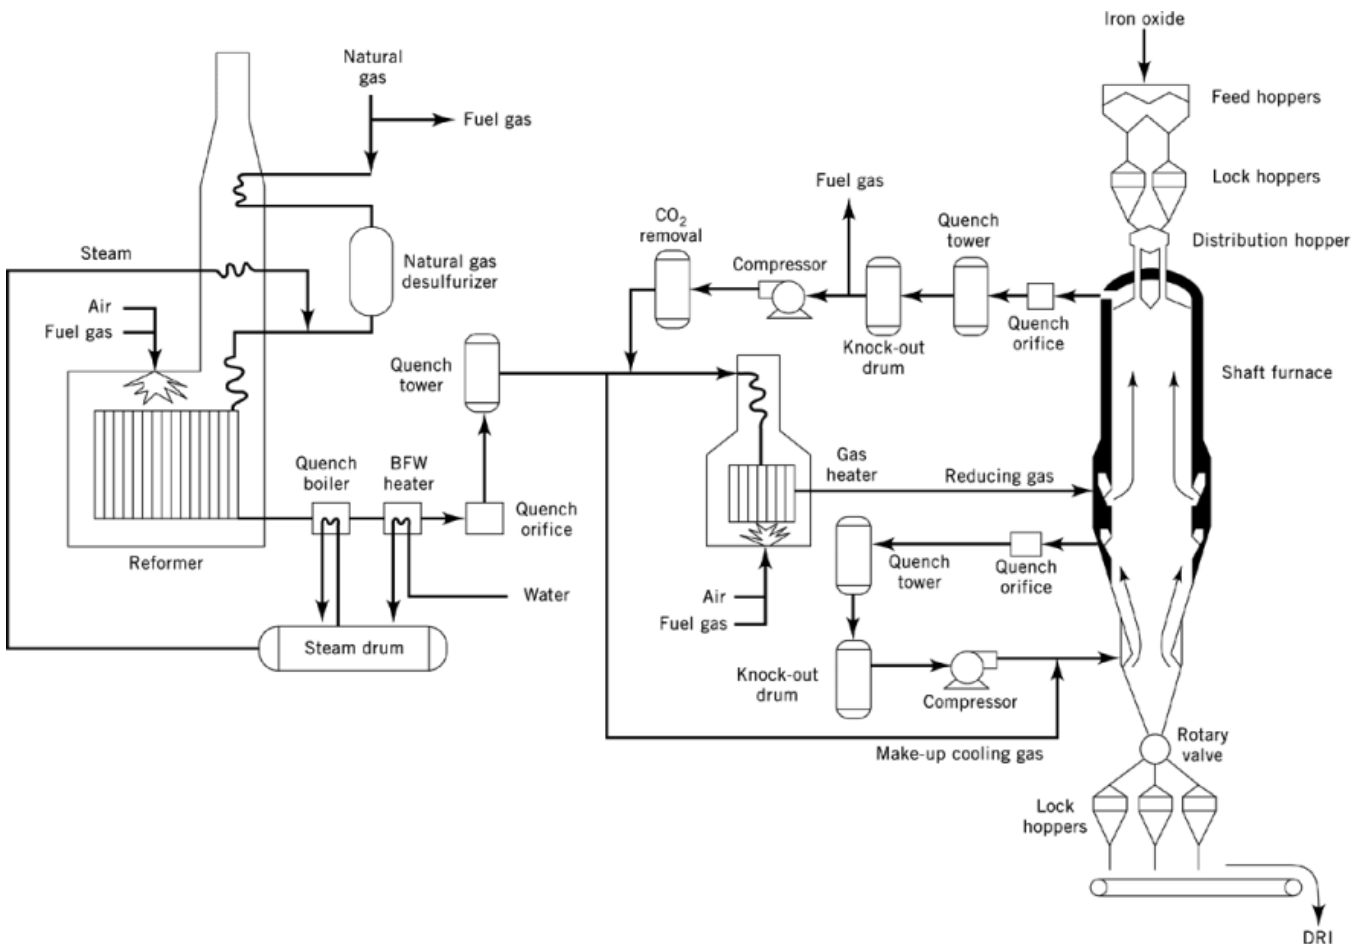 Iron oxide
Feed hoppers
Natural
gas
Fuel gas
Lock hoppers
Fuel gas
CO2
removal
Quench
tower
Distribution hopper
Steam
Natural gas
desulfurizer
Compressor
Air
Fuel gas
Quench
orifice
Knock-out
drum
Quench
tower
Shaft furnace
Quench
boiler
BFW
heater
Gas
heater
Reducing gas
Quench
orifice
Reformer
Quench
tower
Quench
orifice
Water
Air
Fuel gas
Steam drum
Knock-out
drum
Compressor
Make-up cooling gas
Rotary
valve
Lock
hoppers
DRI